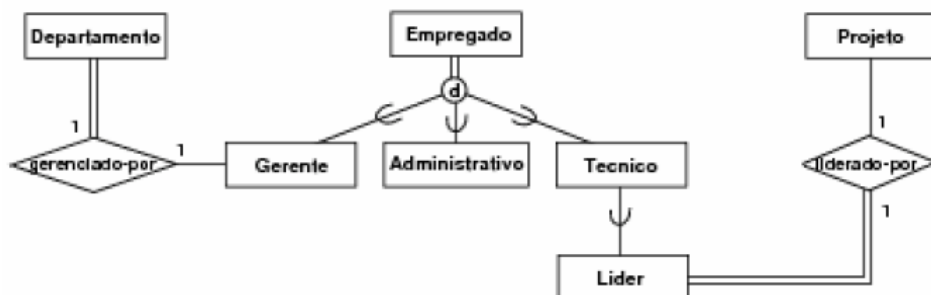 Departamento
Empregado
Projeto
d
1
1
1
gerenciado-por
Gerente
Administrativo
Tecnico
liderado-por
1
Lider